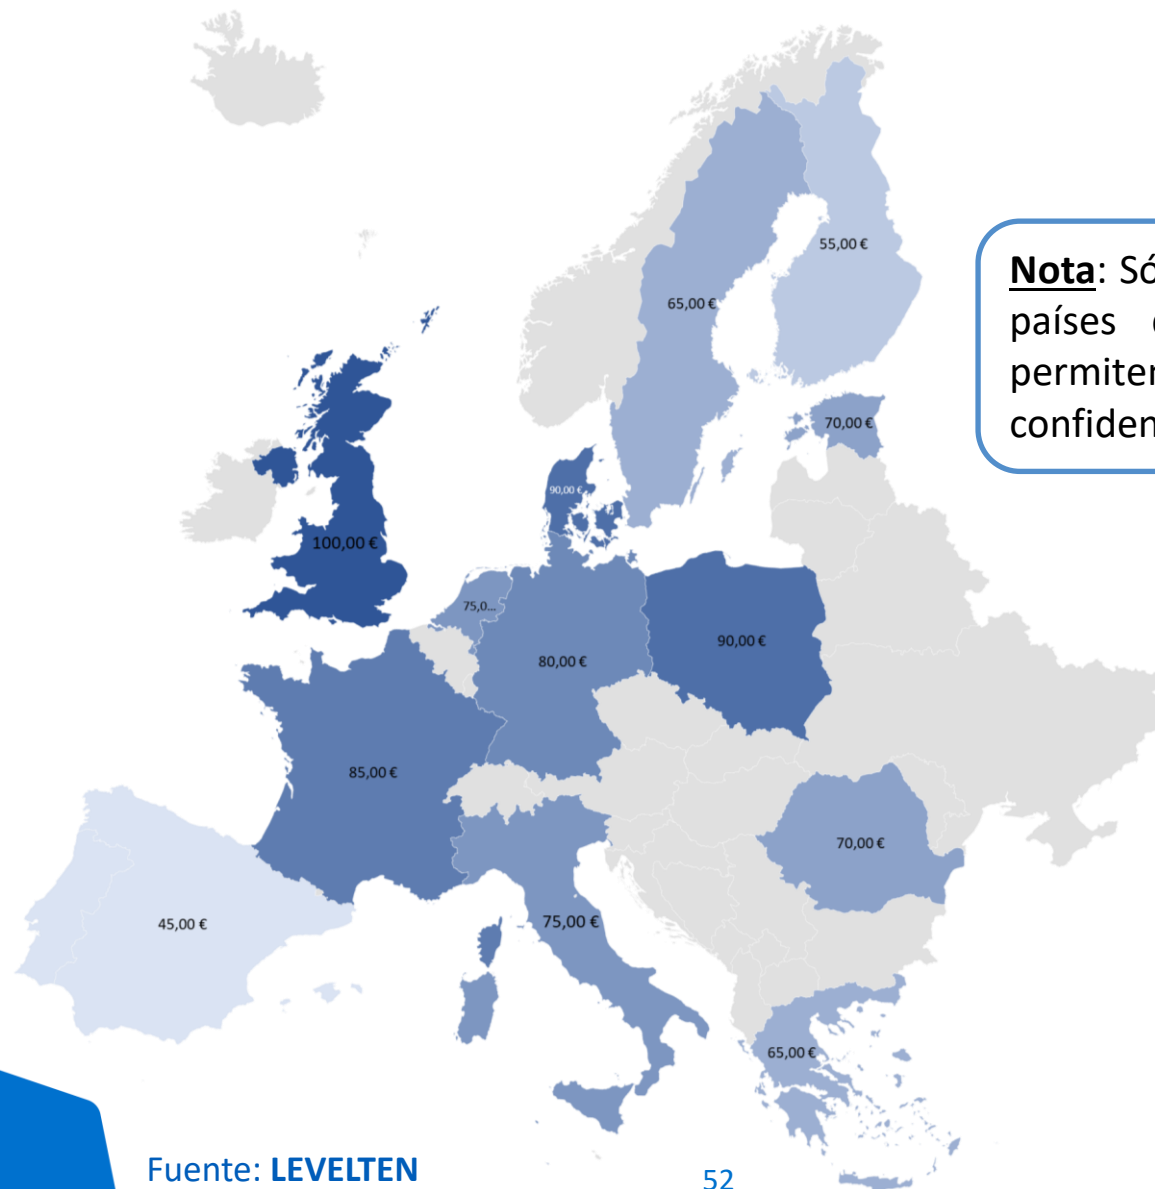 55,00 €
Nota: Só
países
permiten
confiden
65,00 €
70,00 €
90,00 €
100,00 €
75,0...
90,00 €
80,00 €
85,00 €
70,00 €
45,00 €
75,00 €
65,00 €
Fuente: LEVELTEN
52